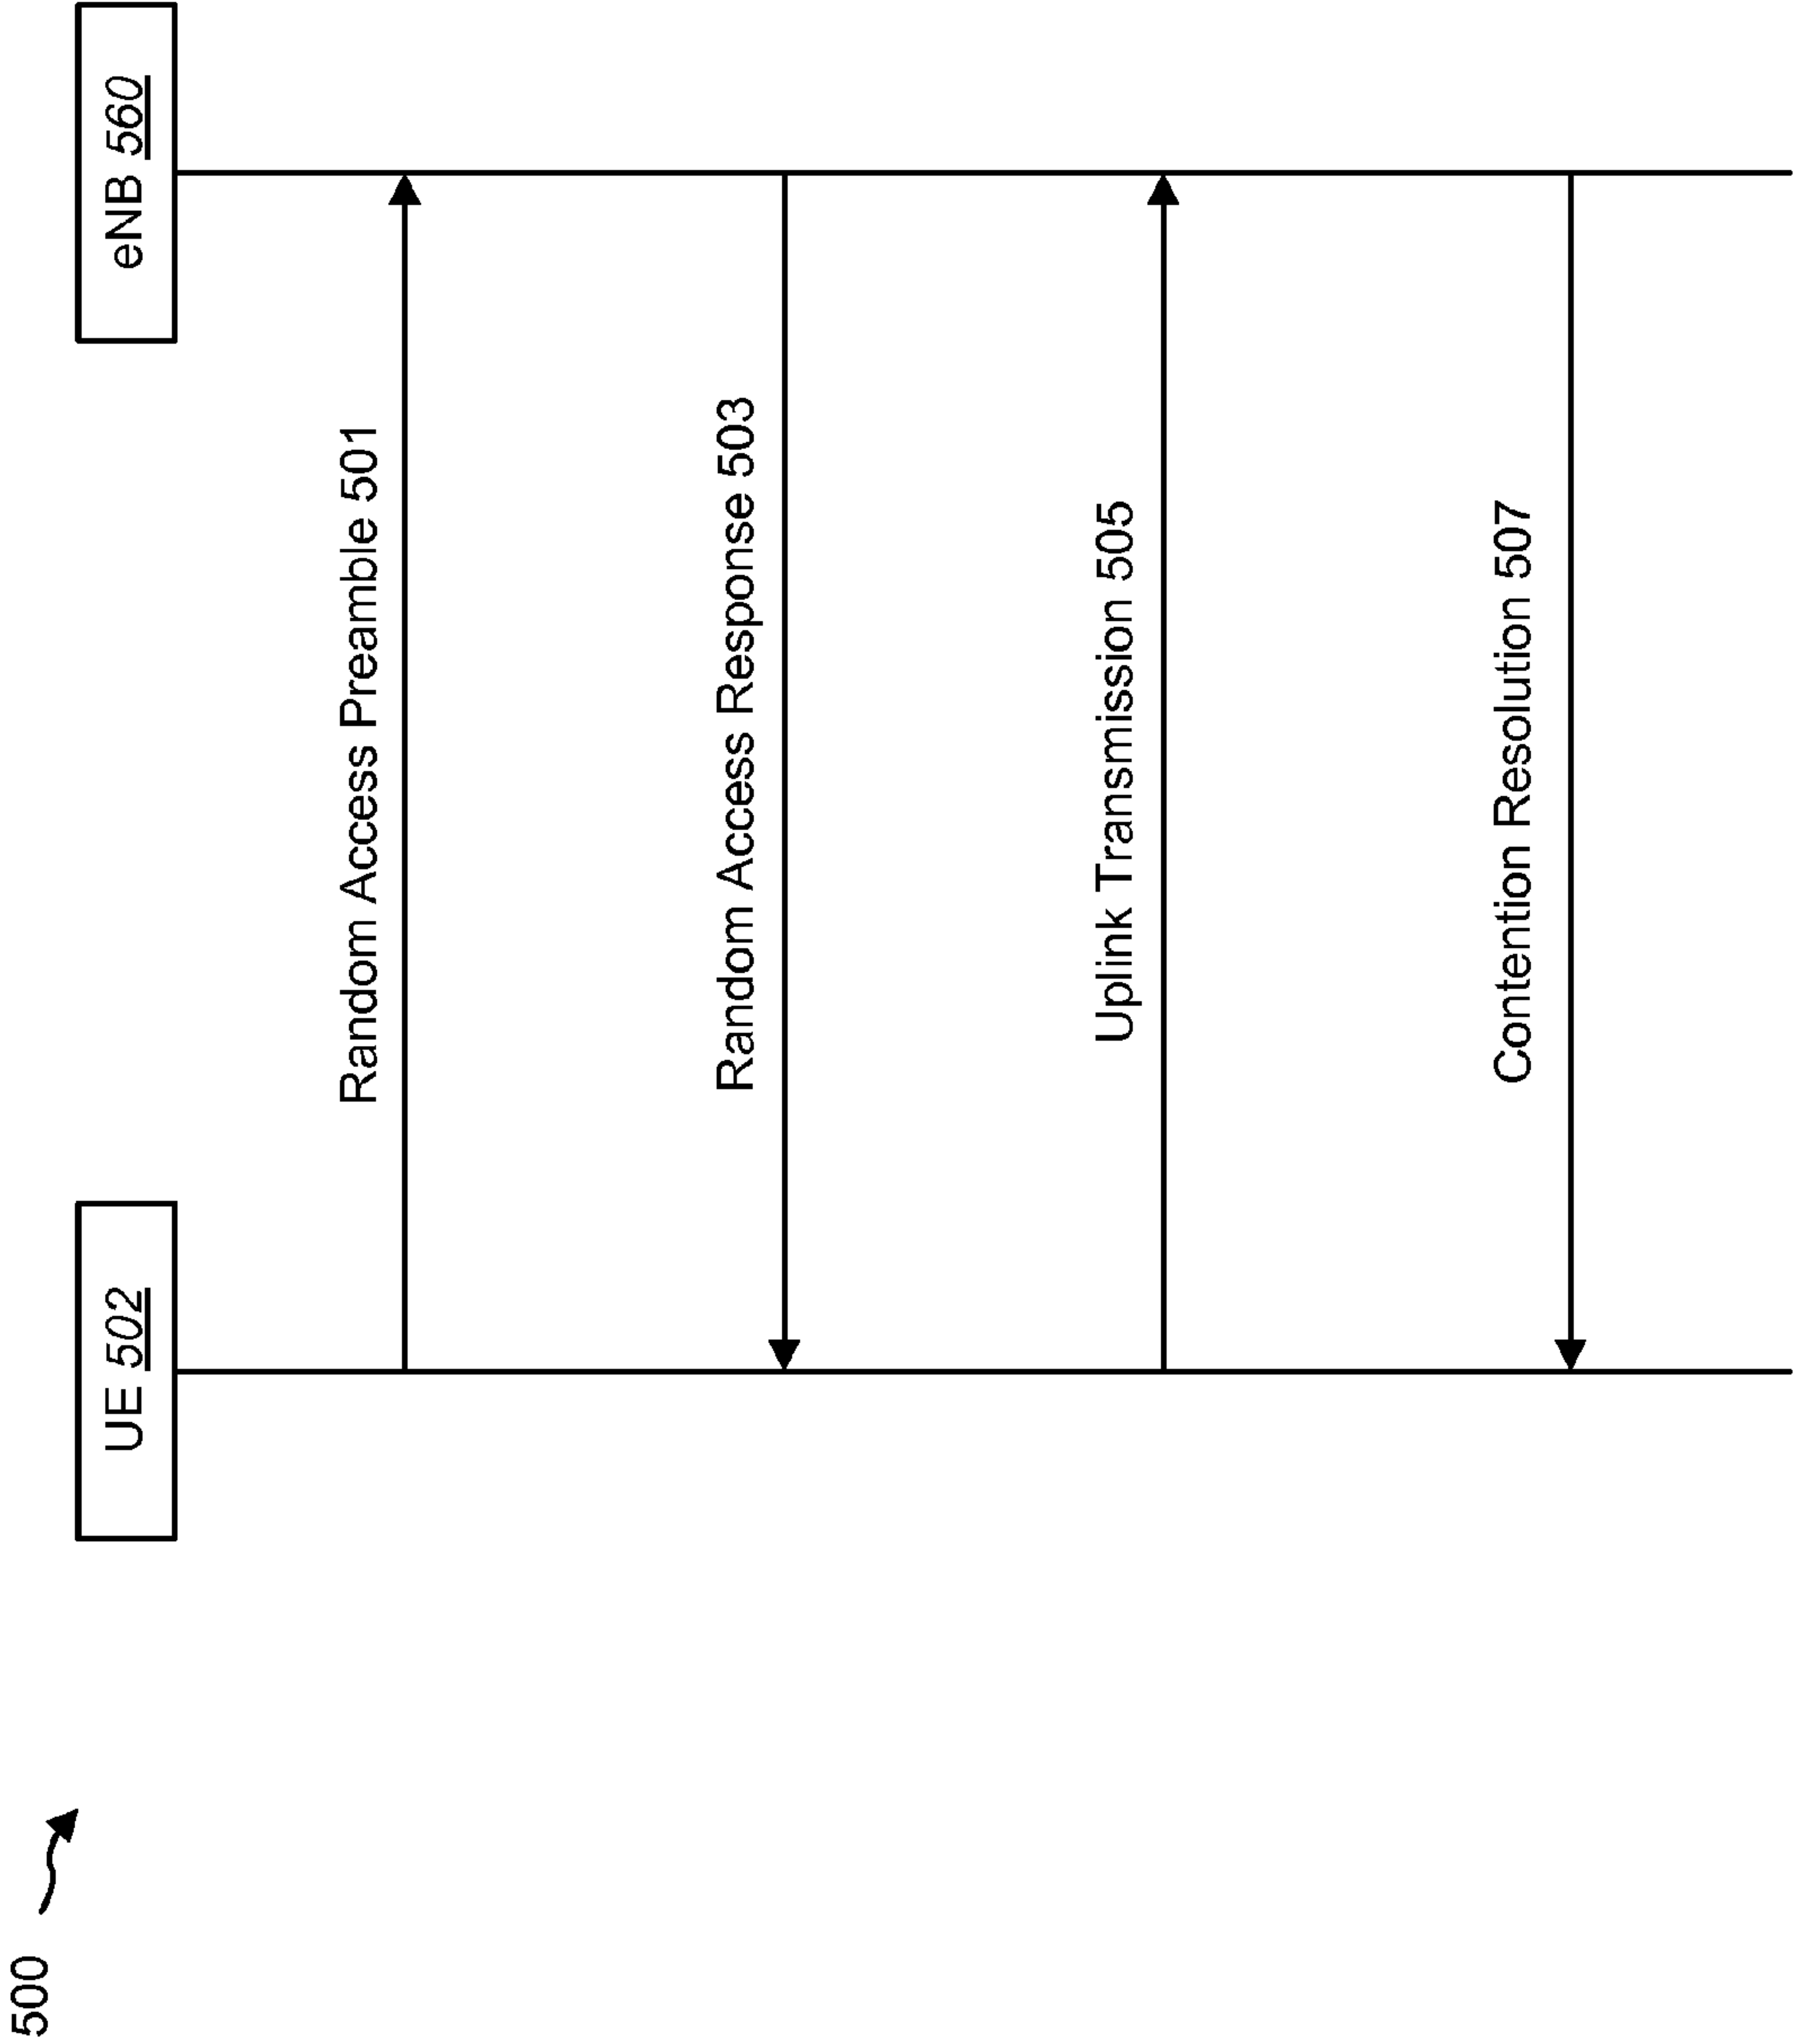 500
UE 502
eNB 560
Random Access Preamble 501
Random Access Response 503
Uplink Transmission 505
Contention Resolution 507